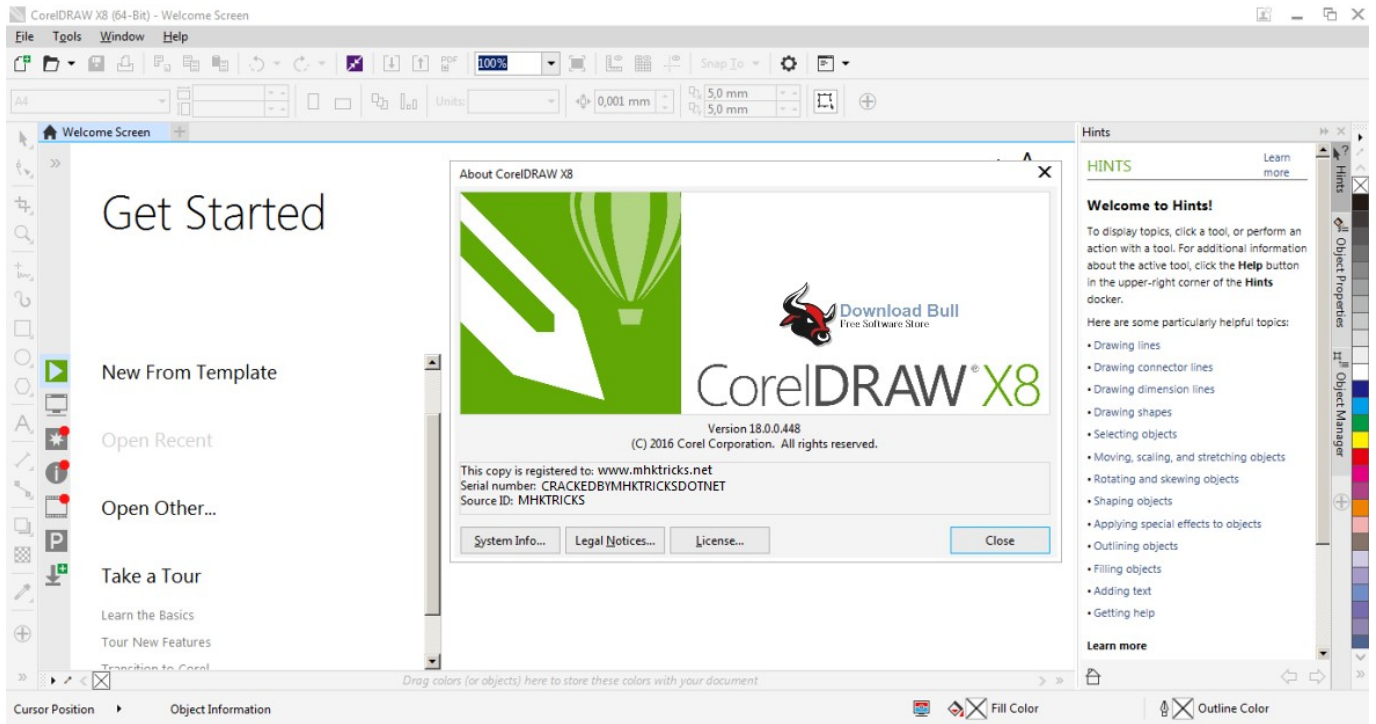 CorelDRAW X8 (64-Bit) - Welcome Screen
File Tools Window Help
PDF 100% Snap To
A4 Units: 0,001 mm 5,0 mm
5,0 mm
Welcome Screen
Get Started
New From Template
Open Recent
Open Other...
Take a Tour
Learn the Basics
Tour New Features
Transition to Corel
About CorelDRAW X8
Download Bull
Free Software Store
CorelDRAW® X8
Version 18.0.0.448
(C) 2016 Corel Corporation. All rights reserved.
This copy is registered to: www.mhktricks.net
Serial number: CRACKEDBYMHKTRICKSDOTNET
Source ID: MHKTRICKS
System Info... Legal Notices... License... Close
Hints
HINTS Learn
more
Welcome to Hints!
To display topics, click a tool, or perform an
action with a tool. For additional information
about the active tool, click the Help button
in the upper-right corner of the Hints
docker.
Here are some particularly helpful topics:
• Drawing lines
• Drawing connector lines
• Drawing dimension lines
• Drawing shapes
• Selecting objects
• Moving, scaling, and stretching objects
• Rotating and skewing objects
• Shaping objects
• Applying special effects to objects
• Outlining objects
• Filling objects
• Adding text
• Getting help
Learn more
Hints
Object Properties
Object Manager
Drag colors (or objects) here to store these colors with your document
Cursor Position Object Information Fill Color Outline Color